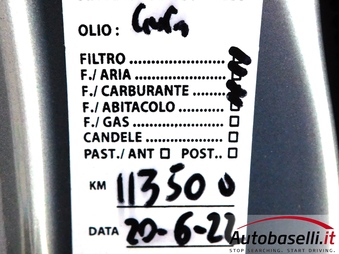 OLIO:
FILTRO
F./ ARIA
F./ CARBURANTE
F./ ABITACOLO
F./ GAS
CANDELE
PAST./ ANT POST..
KM 113500
DATA 20-6-22
Autobaselli.it
STOP SEARCHING. START DRIVING.